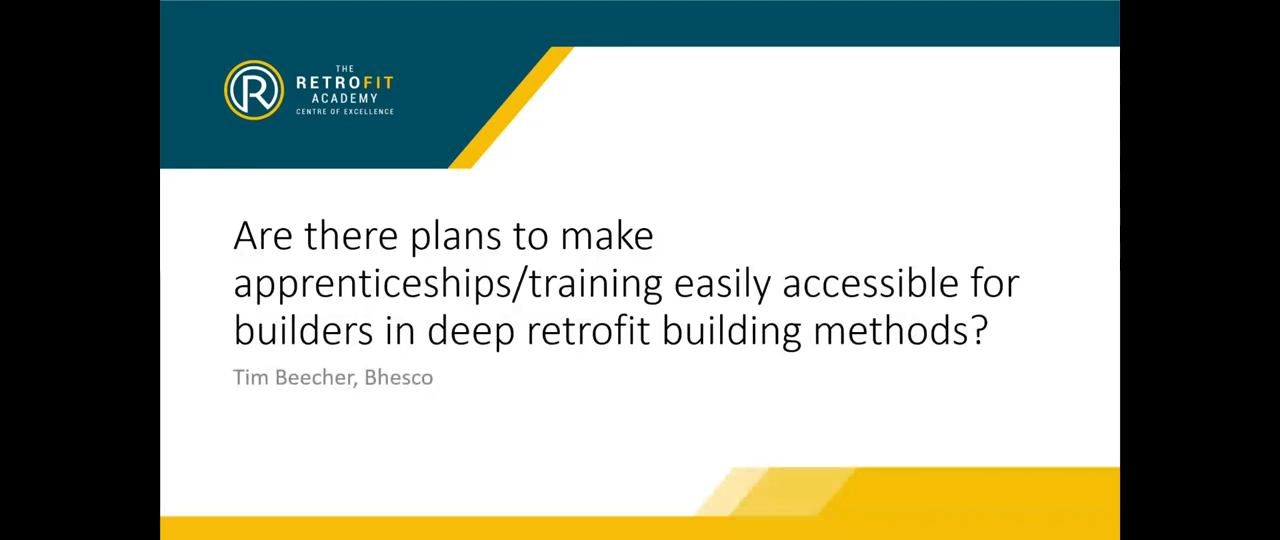 THE
RETROFIT
ACADEMY
CENTRE OF EXCELLENCE
Are there plans to make
apprenticeships/training easily accessible for
builders in deep retrofit building methods?
Tim Beecher, Bhesco